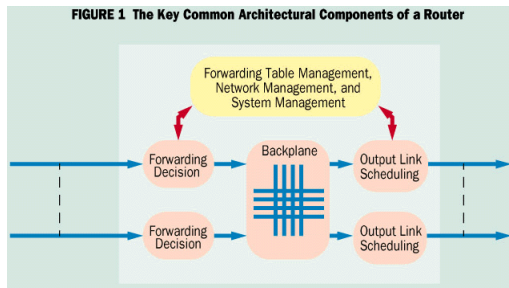 FIGURE 1 The Key Common Architectural Components of a Router
Forwarding Table Management,
Network Management, and
System Management
Forwarding
Decision
Backplane
Output Link
Scheduling
Forwarding
Decision
Output Link
Scheduling